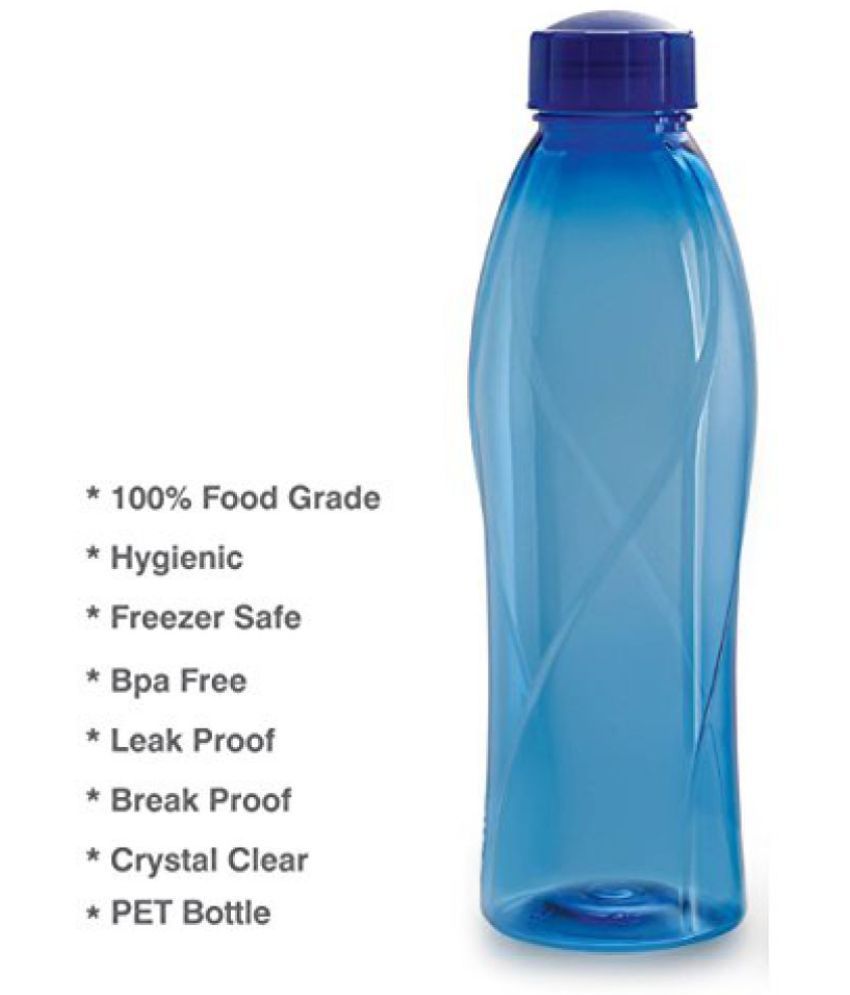 * 100% Food Grade
* Hygienic
* Freezer Safe
* Bpa Free
* Leak Proof
* Break Proof
* Crystal Clear
* PET Bottle